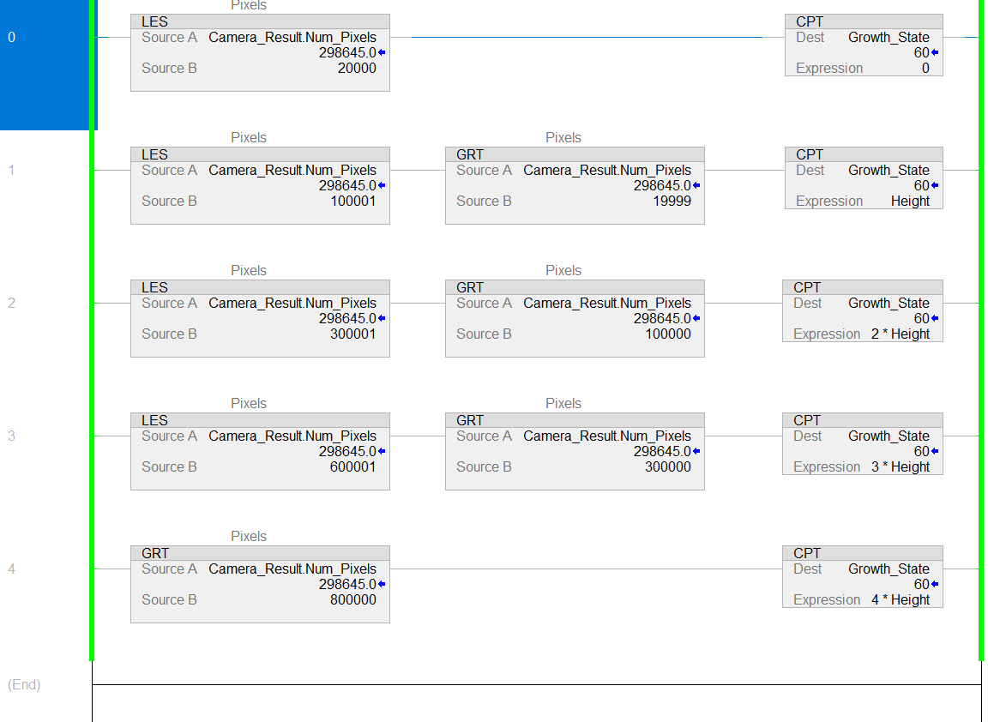 Pixels
0
LES
Source A Camera_Result.Num_Pixels
298645.0
Source B 20000
CPT
Dest Growth_State
60
Expression 0
Pixels
Pixels
1
LES
Source A Camera_Result.Num_Pixels
298645.0
Source B 100001
GRT
Source A Camera_Result.Num_Pixels
298645.0
Source B 19999
CPT
Dest Growth_State
60
Expression Height
Pixels
Pixels
2
LES
Source A Camera_Result.Num_Pixels
298645.0
Source B 300001
GRT
Source A Camera_Result.Num_Pixels
298645.0
Source B 100000
CPT
Dest Growth_State
60
Expression 2 * Height
Pixels
Pixels
3
LES
Source A Camera_Result.Num_Pixels
298645.0
Source B 600001
GRT
Source A Camera_Result.Num_Pixels
298645.0
Source B 300000
CPT
Dest Growth_State
60
Expression 3 * Height
Pixels
4
GRT
Source A Camera_Result.Num_Pixels
298645.0
Source B 800000
CPT
Dest Growth_State
60
Expression 4 * Height
(End)